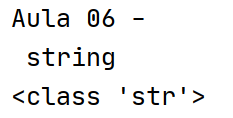 Aula 06 -
 string
<class 'str'>